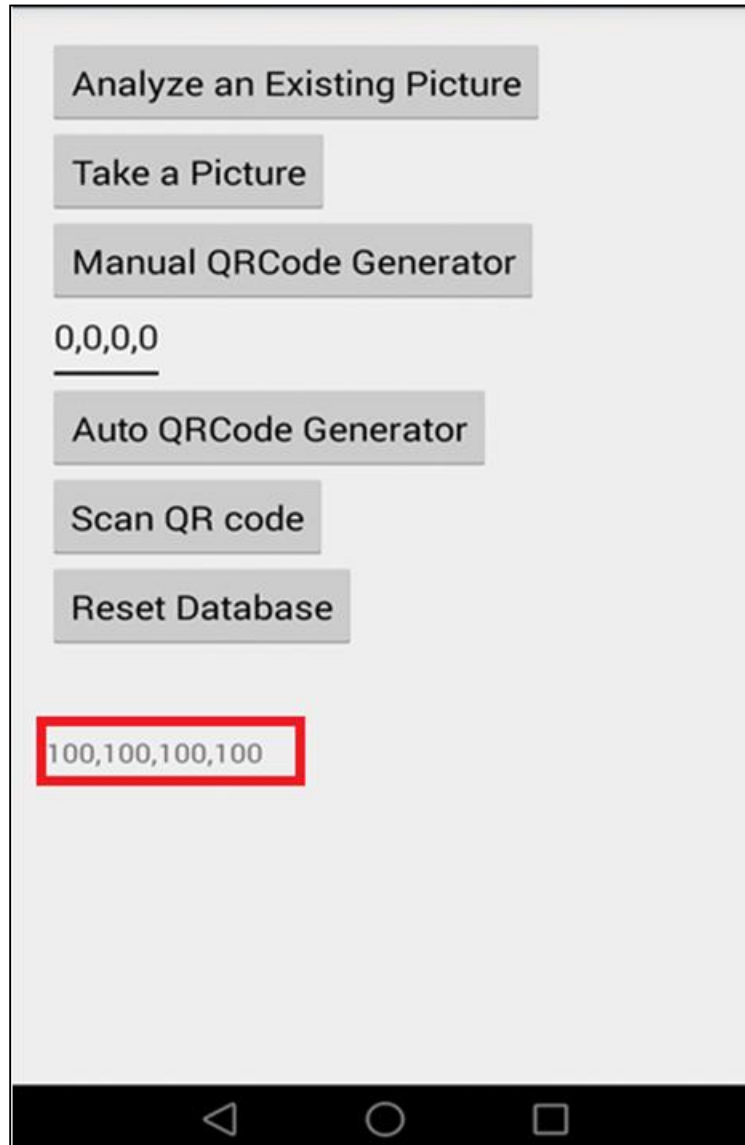 Analyze an Existing Picture
Take a Picture
Manual QRCode Generator
0,0,0,0
Auto QRCode Generator
Scan QR code
Reset Database
100,100,100,100